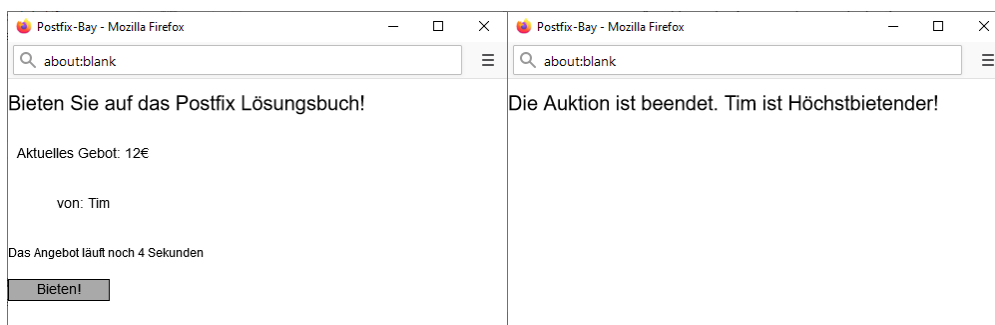 Postfix-Bay - Mozilla Firefox
about:blank
Bieten Sie auf das Postfix Lösungsbuch!
Aktuelles Gebot: 12€
von: Tim
Das Angebot läuft noch 4 Sekunden
Bieten!
Postfix-Bay - Mozilla Firefox
about:blank
Die Auktion ist beendet. Tim ist Höchstbietender!